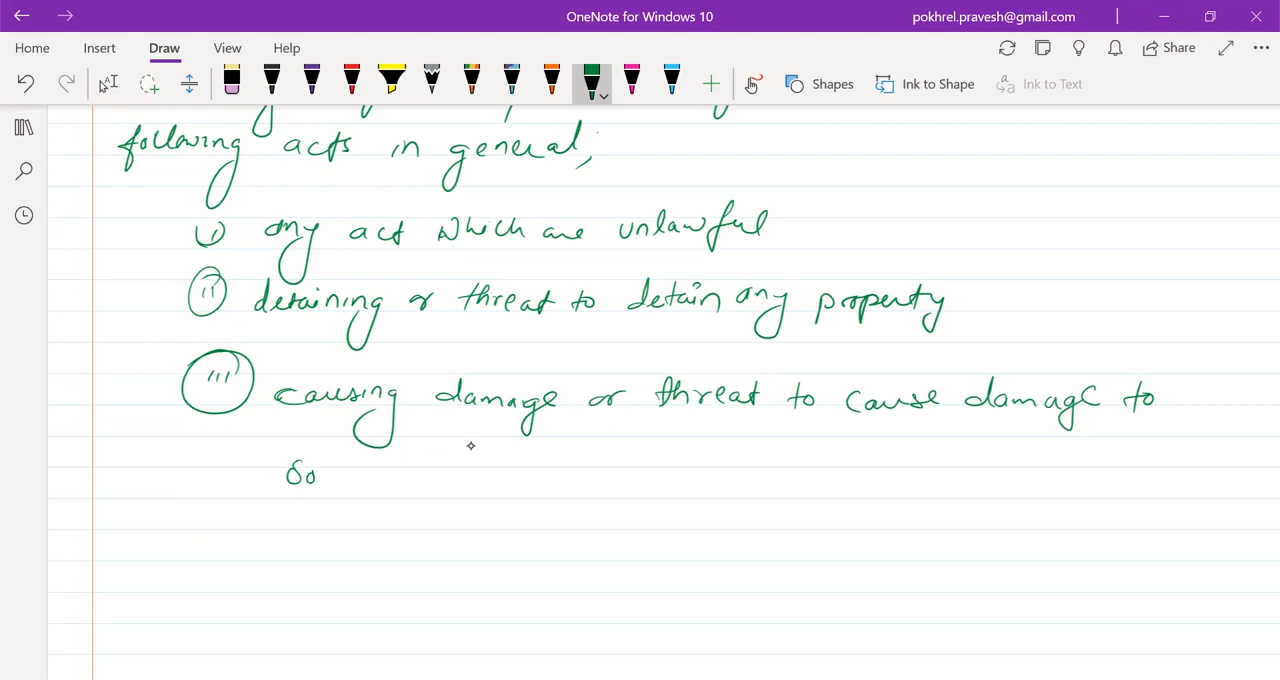 OneNote for Windows 10
pokhrel.pravesh@gmail.com
Home Insert Draw View Help
Share
Shapes Ink to Shape Ink to Text
following acts in general;
(i) any act which are unlawful
(ii) detaining or threat to detain any property
(iii) causing damage or threat to cause damage to
so